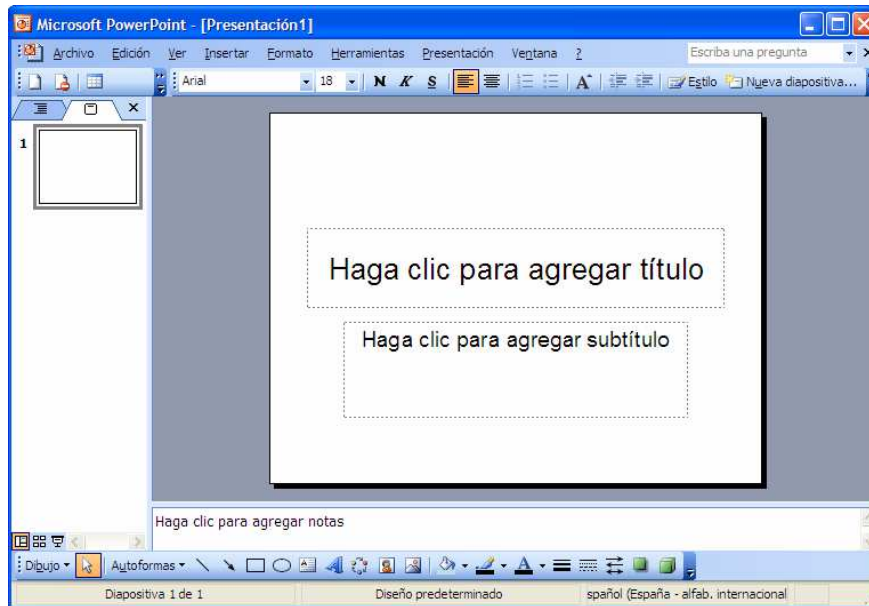 Microsoft PowerPoint - [Presentación1]
Archivo Edición Ver Insertar Formato Herramientas Presentación Ventana ? Escriba una pregunta
Arial 18 N K S A Estilo Nueva diapositiva...
1
Haga clic para agregar título
Haga clic para agregar subtítulo
Haga clic para agregar notas
Dibujo Autoformas A A
Diapositiva 1 de 1 Diseño predeterminado spañol (España - alfab. internacional